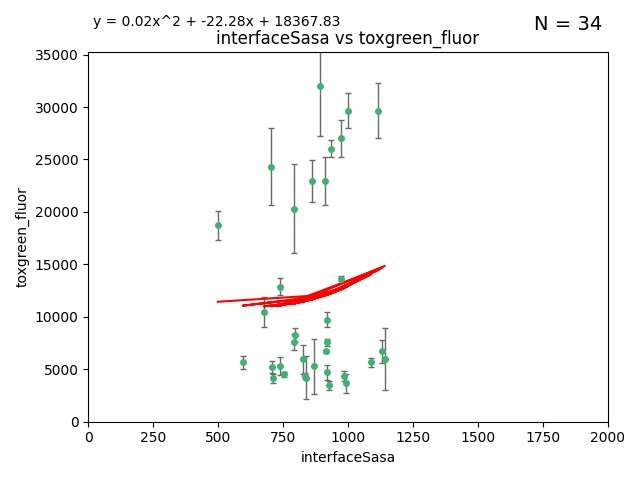 y = 0.02x^2 + -22.28x + 18367.83
N = 34
interfaceSasa vs toxgreen_fluor
35000
30000
25000
20000
15000
10000
5000
0
toxgreen_fluor
0 250 500 750 1000 1250 1500 1750 2000
interfaceSasa